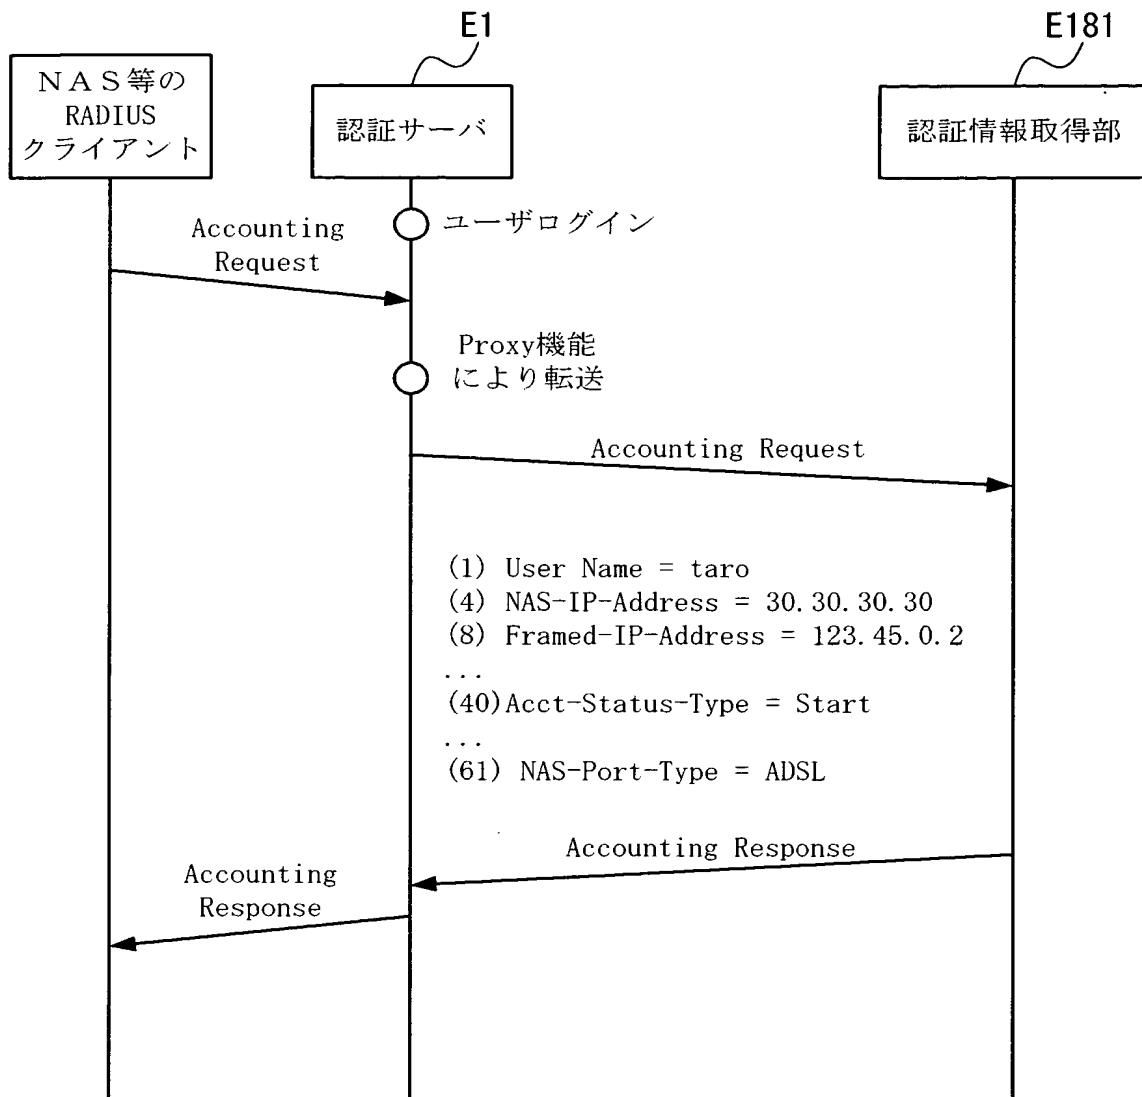 E1
E181
NAS等の
RADIUS
クライアント
認証サーバ
認証情報取得部
ユーザログイン
Accounting
Request
Proxy機能
により転送
Accounting Request
(1) User Name = taro
(4) NAS-IP-Address = 30.30.30.30
(8) Framed-IP-Address = 123.45.0.2
...
(40)Acct-Status-Type = Start
...
(61) NAS-Port-Type = ADSL
Accounting Response
Accounting
Response